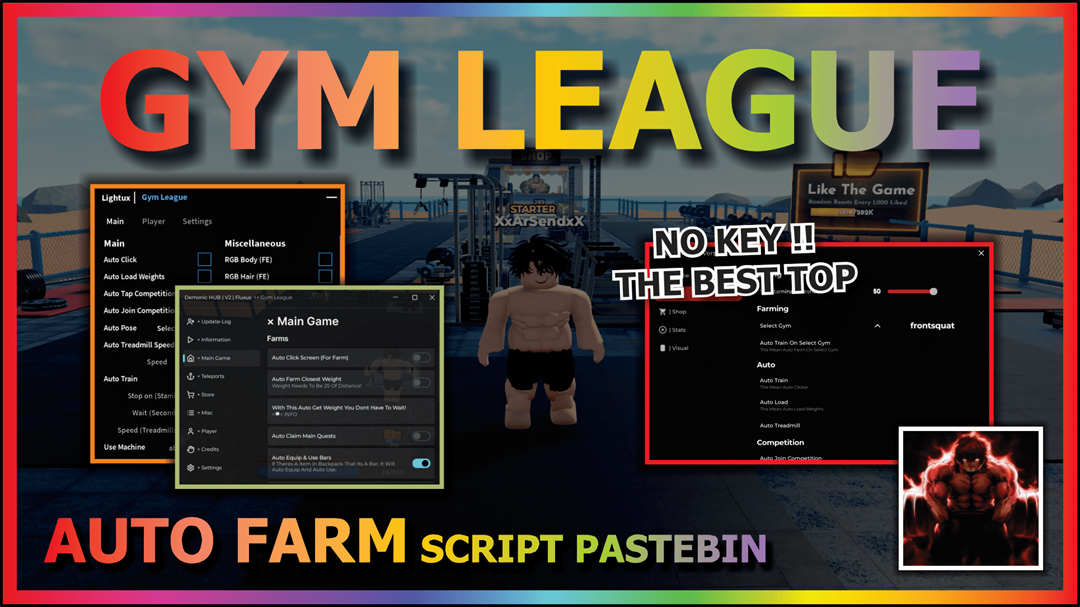 GYM LEAGUE
SHOP
Like The Game
Random Boosts Every 1,000 Liked
STARTER
XxArSendxX
Lightux | Gym League
Main Player Settings
Main Miscellaneous
Auto Click RGB Body (FE)
Auto Load Weights RGB Hair (FE)
Auto Tap Competition
Auto Join Competitio
Auto Pose Selec
Auto Treadmill Speed
Speed
Auto Train
Stop on (Stam
Wait (Second
Speed (Treadmill
Use Machine
Demonic HUB | V2 | Fluxus Gym League
Update-Log
Information
Main Game
Teleports
Store
Misc
Player
Credits
Settings
× Main Game
Farms
Auto Click Screen (For Farm)
Auto Farm Closest Weight
Weight Needs To Be 25 Of Distance!
With This Auto Get Weight You Dont Have To Wait!
INFO
Auto Claim Main Quests
Auto Equip & Use Bars
If Theres A Item In Backpack That Its A Bar, It Will
Auto Equip And Auto Use.
NO KEY !!
THE BEST TOP
| Shop
| Stats
| Visual
50
Farming
Select Gym frontsquat
Auto Train On Select Gym
This Mean Auto Farm On Select Gym
Auto
Auto Train
This Mean Auto Clicker
Auto Load
This Mean Auto Load Weights
Auto Treadmill
Competition
Auto Join Competition
AUTO FARM SCRIPT PASTEBIN